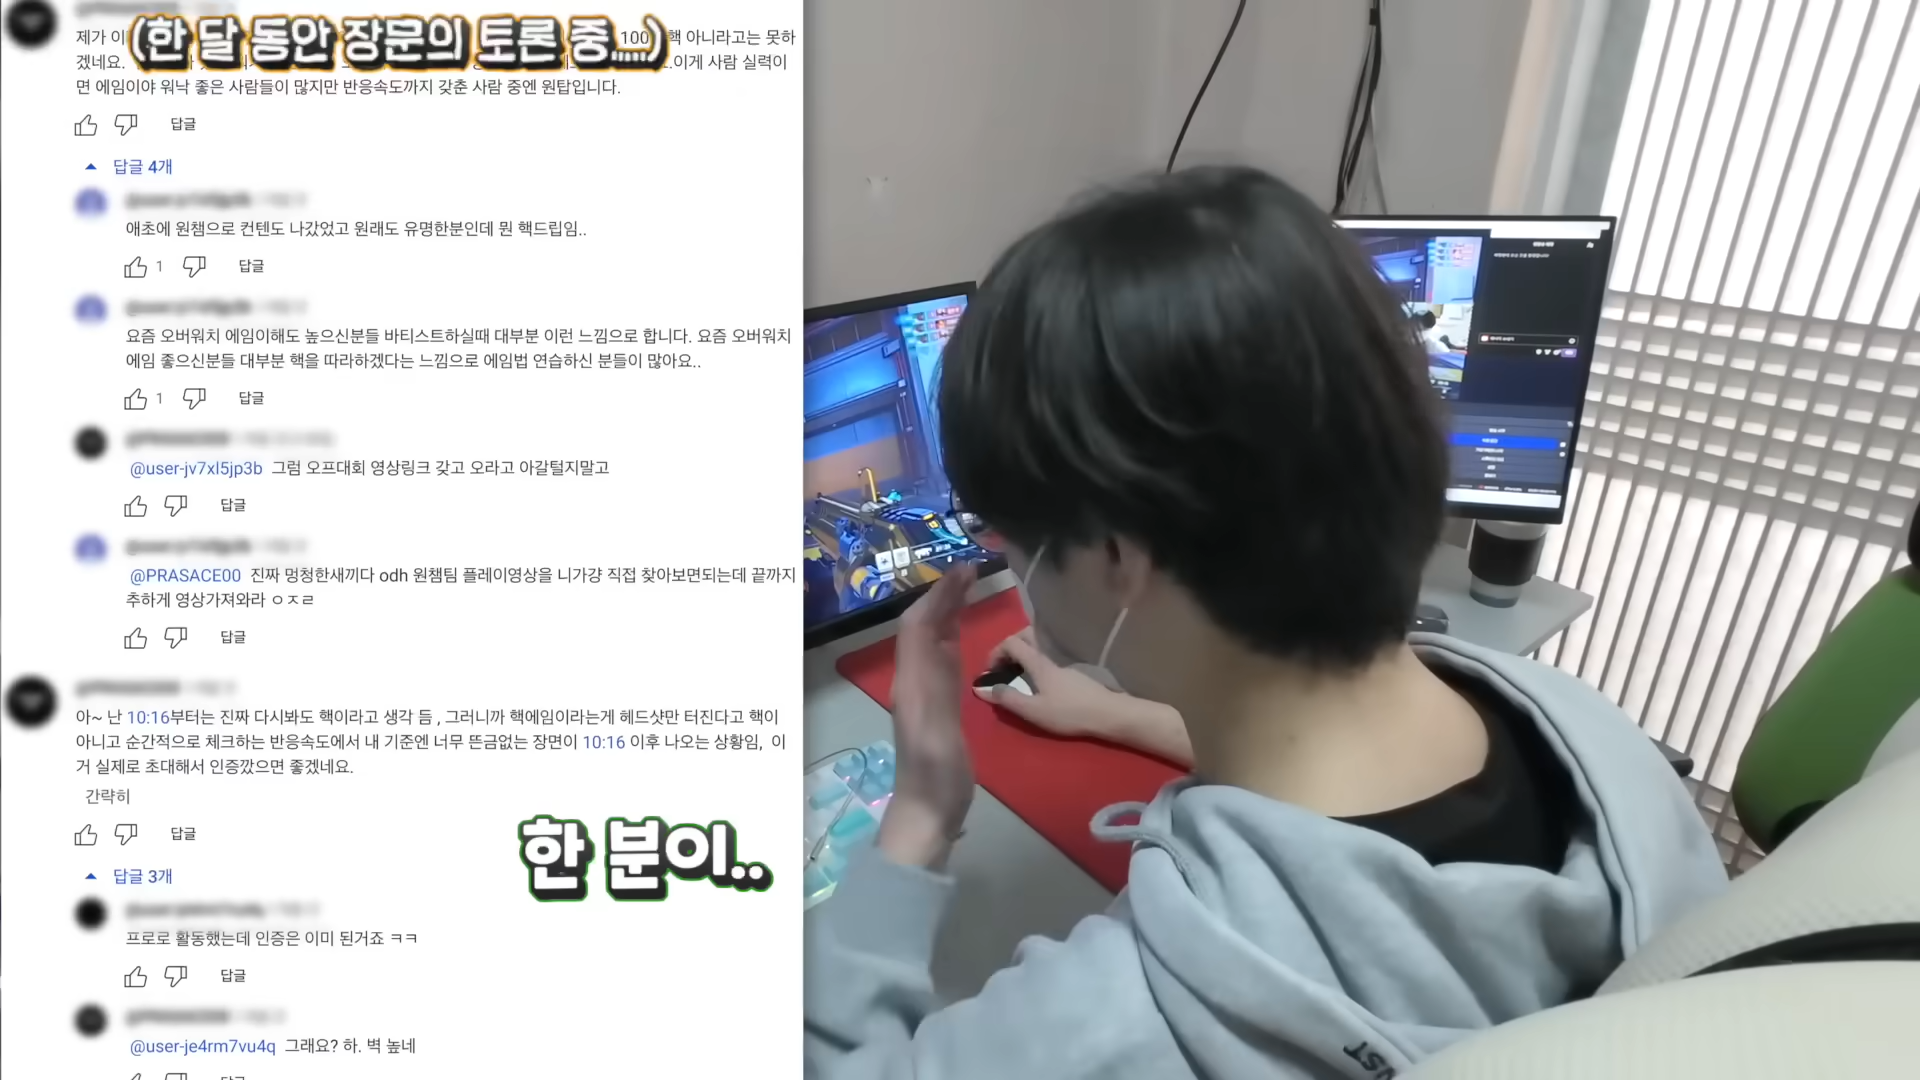 (한 달 동안 장문의 토론 중...)
제가 이 100 핵 아니라고는 못하
겠네요. 이게 사람 실력이
면 에임이야 워낙 좋은 사람들이 많지만 반응속도까지 갖춘 사람 중엔 원탑입니다.
답글
답글 4개
애초에 원챔으로 컨텐도 나갔었고 원래도 유명한분인데 뭔 핵드립임..
1 답글
요즘 오버워치 에임이해도 높으신분들 바티스트하실때 대부분 이런 느낌으로 합니다. 요즘 오버워치
에임 좋으신분들 대부분 핵을 따라하겠다는 느낌으로 에임법 연습하신 분들이 많아요..
1 답글
@user-jv7xl5jp3b 그럼 오프대회 영상링크 갖고 오라고 아갈털지말고
답글
@PRASACE00 진짜 멍청한새끼다 odh 원챔팀 플레이영상을 니가걍 직접 찾아보면되는데 끝까지
추하게 영상가져와라 ㅇㅈㄹ
답글
아~ 난 10:16부터는 진짜 다시봐도 핵이라고 생각 듬 , 그러니까 핵에임이라는게 헤드샷만 터진다고 핵이
아니고 순간적으로 체크하는 반응속도에서 내 기준엔 너무 뜬금없는 장면이 10:16 이후 나오는 상황임, 이
거 실제로 초대해서 인증깠으면 좋겠네요.
간략히
답글
한 분이..
답글 3개
프로로 활동했는데 인증은 이미 된거죠 ㅋㅋ
답글
@user-je4rm7vu4q 그래요? 하. 벽 높네